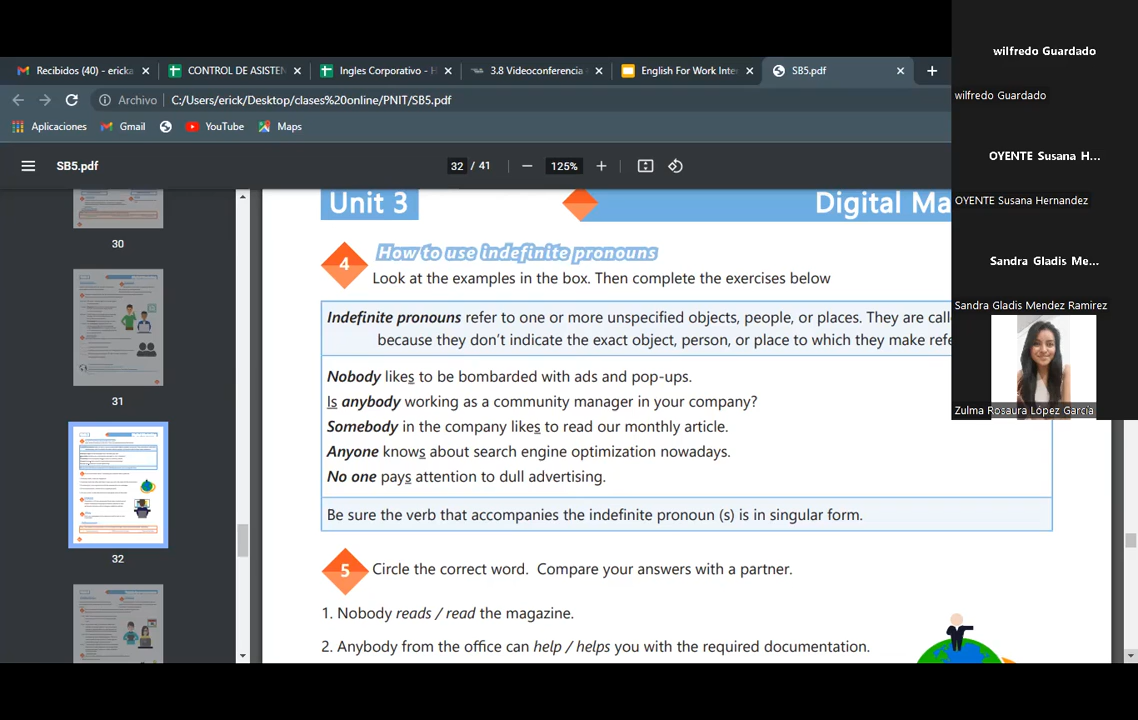 wilfredo Guardado
Recibidos (40) - ericka
CONTROL DE ASISTEN
Ingles Corporativo - H
3.8 Videoconferencia
English For Work Inter
SB5.pdf
wilfredo Guardado
Archivo
C:/Users/erick/Desktop/clases%20online/PNIT/SB5.pdf
Aplicaciones
Gmail
YouTube
Maps
OYENTE Susana H...
SB5.pdf
32 / 41
125%
OYENTE Susana Hernandez
Unit 3
Digital Ma
30
4
How to use indefinite pronouns
Look at the examples in the box. Then complete the exercises below
Sandra Gladis Me...
Sandra Gladis Mendez Ramirez
Indefinite pronouns refer to one or more unspecified objects, people, or places. They are call
because they don't indicate the exact object, person, or place to which they make refe
Nobody likes to be bombarded with ads and pop-ups.
Is anybody working as a community manager in your company?
Zulma Rosaura López García
31
Somebody in the company likes to read our monthly article.
Anyone knows about search engine optimization nowadays.
No one pays attention to dull advertising.
Be sure the verb that accompanies the indefinite pronoun (s) is in singular form.
32
5
Circle the correct word. Compare your answers with a partner.
1. Nobody reads / read the magazine.
2. Anybody from the office can help / helps you with the required documentation.